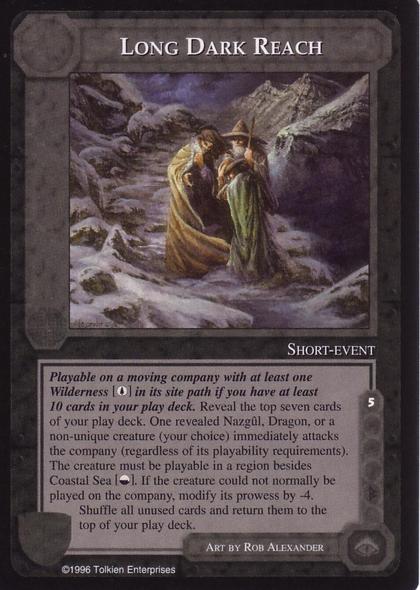 LONG DARK REACH
SHORT-EVENT
Playable on a moving company with at least one
Wilderness [] in its site path if you have at least
10 cards in your play deck. Reveal the top seven cards
of your play deck. One revealed Nazgûl, Dragon, or a
non-unique creature (your choice) immediately attacks
the company (regardless of its playability requirements).
The creature must be playable in a region besides
Coastal Sea []. If the creature could not normally be
played on the company, modify its prowess by -4.
Shuffle all unused cards and return them to the
top of your play deck.
5
ART BY ROB ALEXANDER
©1996 Tolkien Enterprises